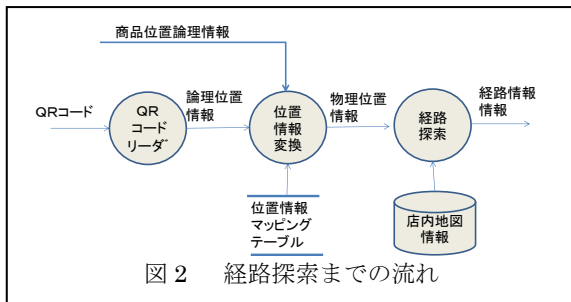 商品位置論理情報
QRコード
QR
コード
リーダ
論理位置
情報
位置
情報
変換
物理位置
情報
経路
探索
経路情報
情報
位置情報
マッピング
テーブル
店内地図
情報
図2 経路探索までの流れ